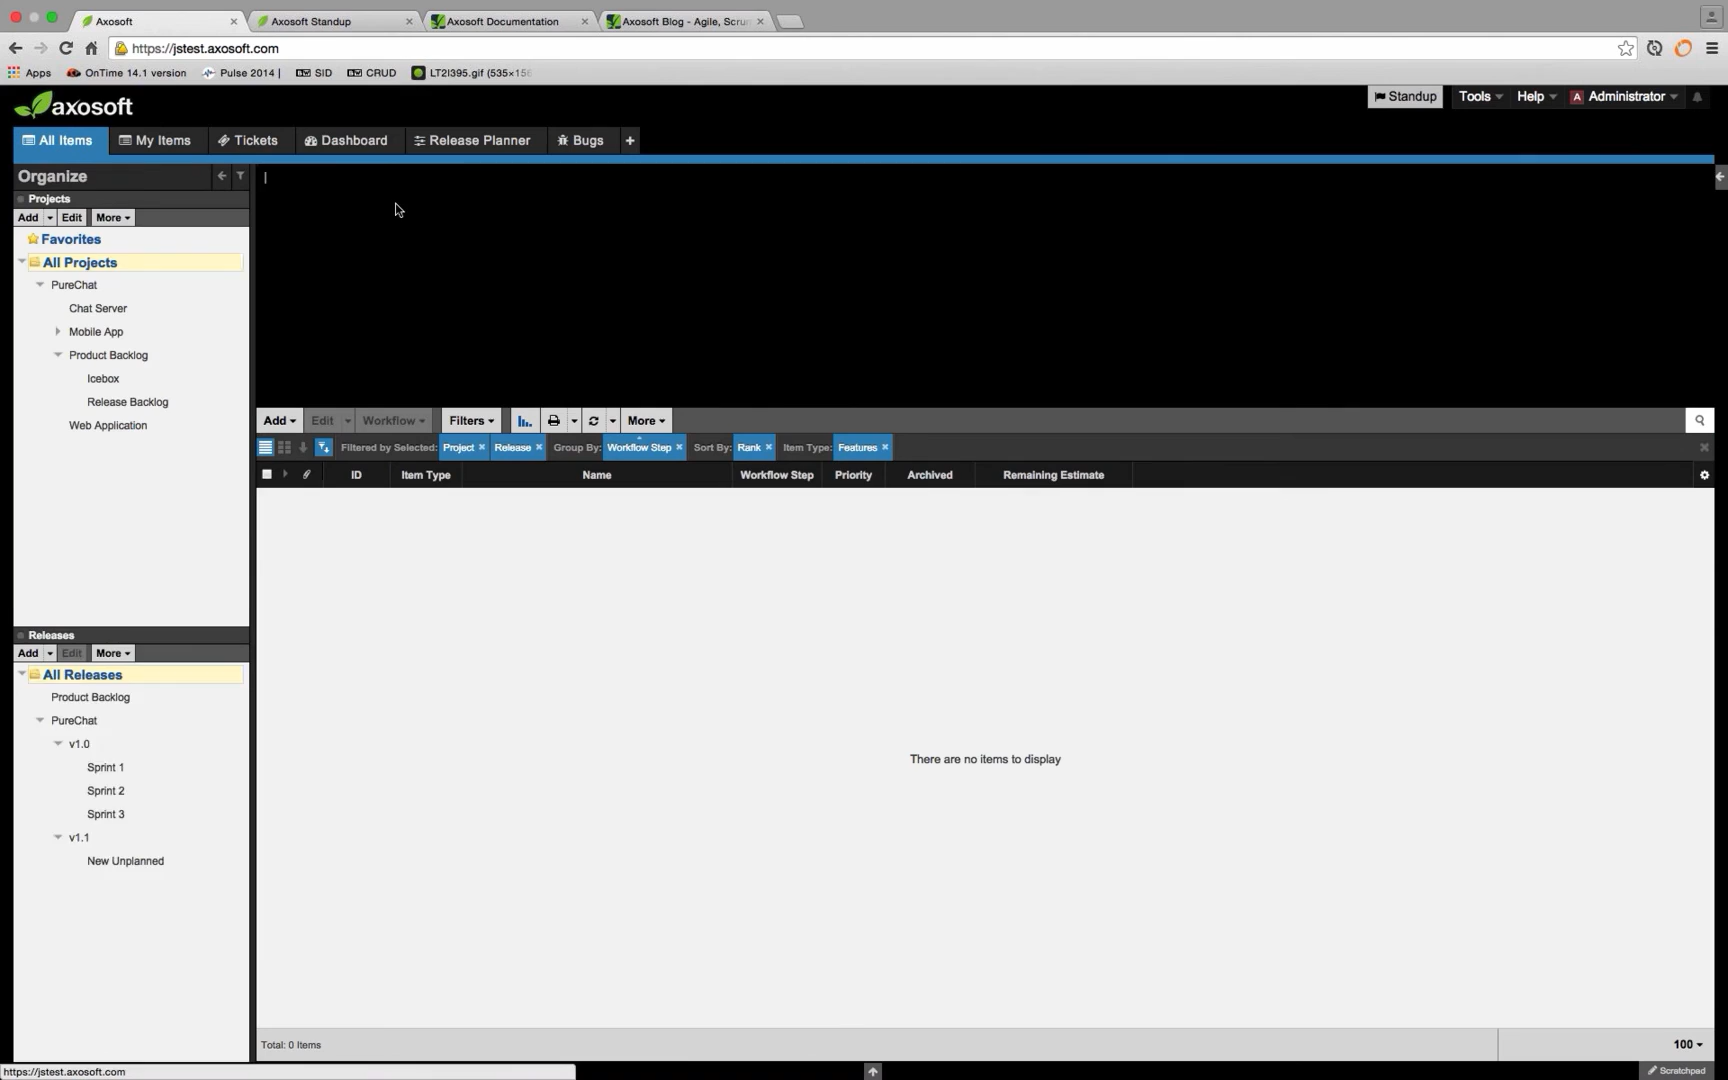 Axosoft
Axosoft Standup
Axosoft Documentation
Axosoft Blog - Agile, Scrum
https://jstest.axosoft.com
Apps
OnTime 14.1 version
Pulse 2014 |
SID
CRUD
LT2I395.gif (535×156
axosoft
Standup
Tools
Help
A Administrator
All Items
My Items
Tickets
Dashboard
Release Planner
Bugs
+
Organize
Projects
Add
Edit
More
Favorites
All Projects
PureChat
Chat Server
Mobile App
Product Backlog
Icebox
Release Backlog
Web Application
Releases
Add
Edit
More
All Releases
Product Backlog
PureChat
v1.0
Sprint 1
Sprint 2
Sprint 3
v1.1
New Unplanned
Add
Edit
Workflow
Filters
More
Filtered by Selected: Project × Release × Group By: Workflow Step × Sort By: Rank × Item Type: Features ×
ID
Item Type
Name
Workflow Step
Priority
Archived
Remaining Estimate
There are no items to display
Total: 0 Items
100
https://jstest.axosoft.com
Scratchpad